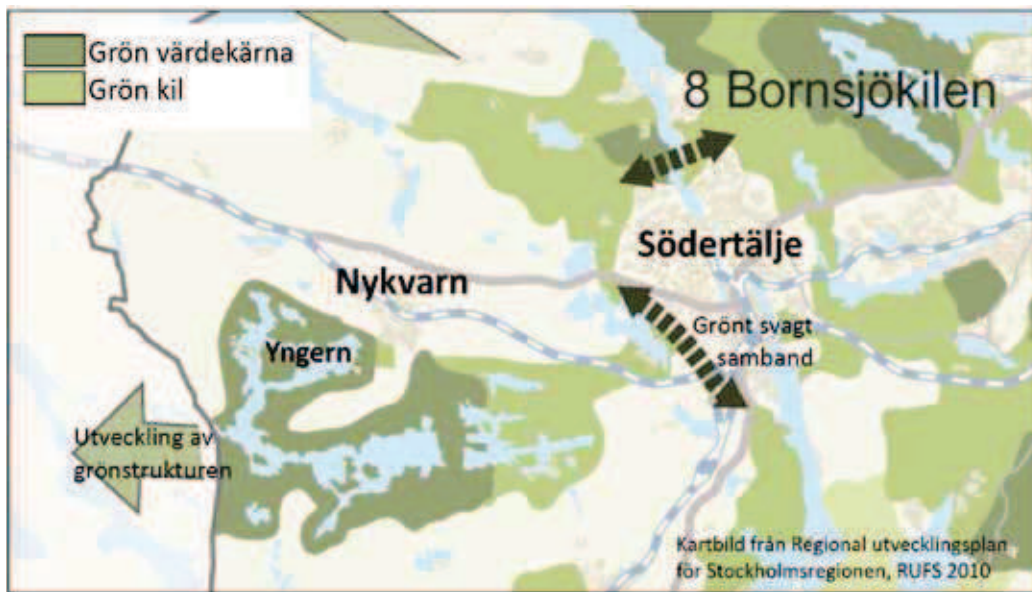 Grön värdekärna
Grön kil
8 Bornsjökilen
Södertälje
Nykvarn
Grönt svagt
samband
Yngern
Utveckling av
grönstrukturen
Kartbild från Regional utvecklingsplan
för Stockholmsregionen, RUFS 2010